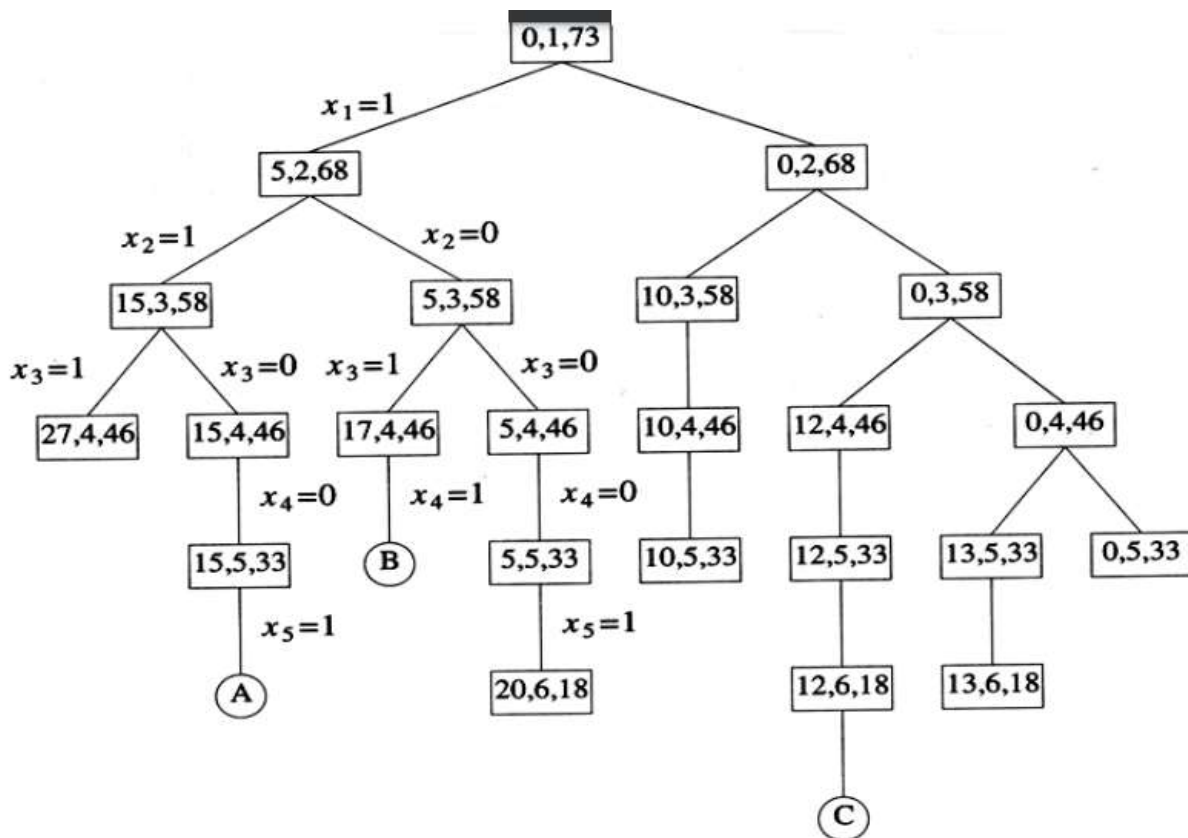 0,1,73
x₁=1
5,2,68
0,2,68
x₂=1
x₂=0
15,3,58
5,3,58
10,3,58
0,3,58
x₃=1
x₃=0
x₃=1
x₃=0
27,4,46
15,4,46
17,4,46
5,4,46
10,4,46
12,4,46
0,4,46
x₄=0
x₄=1
x₄=0
15,5,33
B
5,5,33
10,5,33
12,5,33
13,5,33
0,5,33
x₅=1
x₅=1
A
20,6,18
12,6,18
13,6,18
C